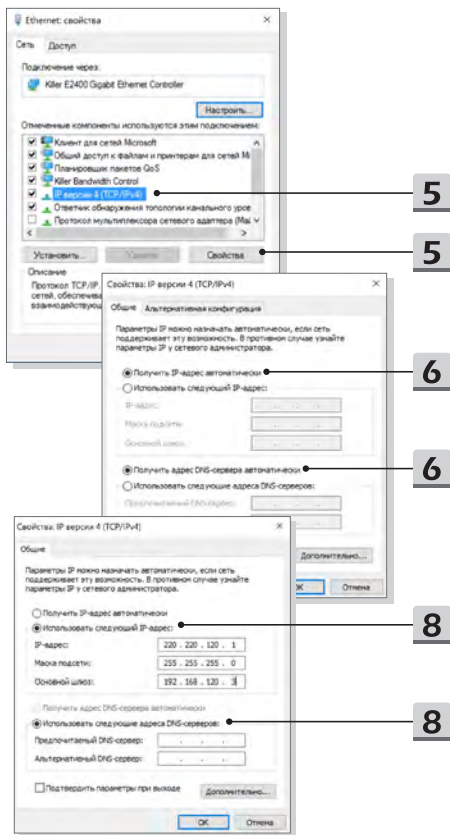 Ethernet: свойства
Сеть Доступ
Подключение через:
Killer E2400 Gigabit Ethernet Controller
Настроить...
Отмеченные компоненты используются этим подключением:
Клиент для сетей Microsoft
Общий доступ к файлам и принтерам для сетей Mi
Планировщик пакетов QoS
Killer Bandwidth Control
IP версии 4 (TCP/IPv4)
5
Ответчик обнаружения топологии канального уров
Протокол мультиплексора сетевого адаптера (Май
Установить... Удалить Свойства
5
Описание
Протокол TCP/IP.
сетей, обеспечива
взаимодействующ
Свойства: IP версии 4 (TCP/IPv4)
Общие Альтернативная конфигурация
Параметры IP можно назначать автоматически, если сеть
поддерживает эту возможность. В противном случае узнайте
параметры IP у сетевого администратора.
Получить IP-адрес автоматически
6
Использовать следующий IP-адрес:
IP-адрес:
Маска подсети:
Основной шлюз:
Получить адрес DNS-сервера автоматически
6
Использовать следующие адреса DNS-серверов:
Предпочитаемый DNS-сервер:
Дополнительно...
ОК Отмена
Свойства: IP версии 4 (TCP/IPv4)
Общие
Параметры IP можно назначать автоматически, если сеть
поддерживает эту возможность. В противном случае узнайте
параметры IP у сетевого администратора.
Получить IP-адрес автоматически
Использовать следующий IP-адрес:
8
IP-адрес: 220 . 220 . 120 . 1
Маска подсети: 255 . 255 . 255 . 0
Основной шлюз: 192 . 168 . 120 . 3
Получить адрес DNS-сервера автоматически
Использовать следующие адреса DNS-серверов:
8
Предпочитаемый DNS-сервер:
Альтернативный DNS-сервер:
Подтвердить параметры при выходе
Дополнительно...
ОК Отмена